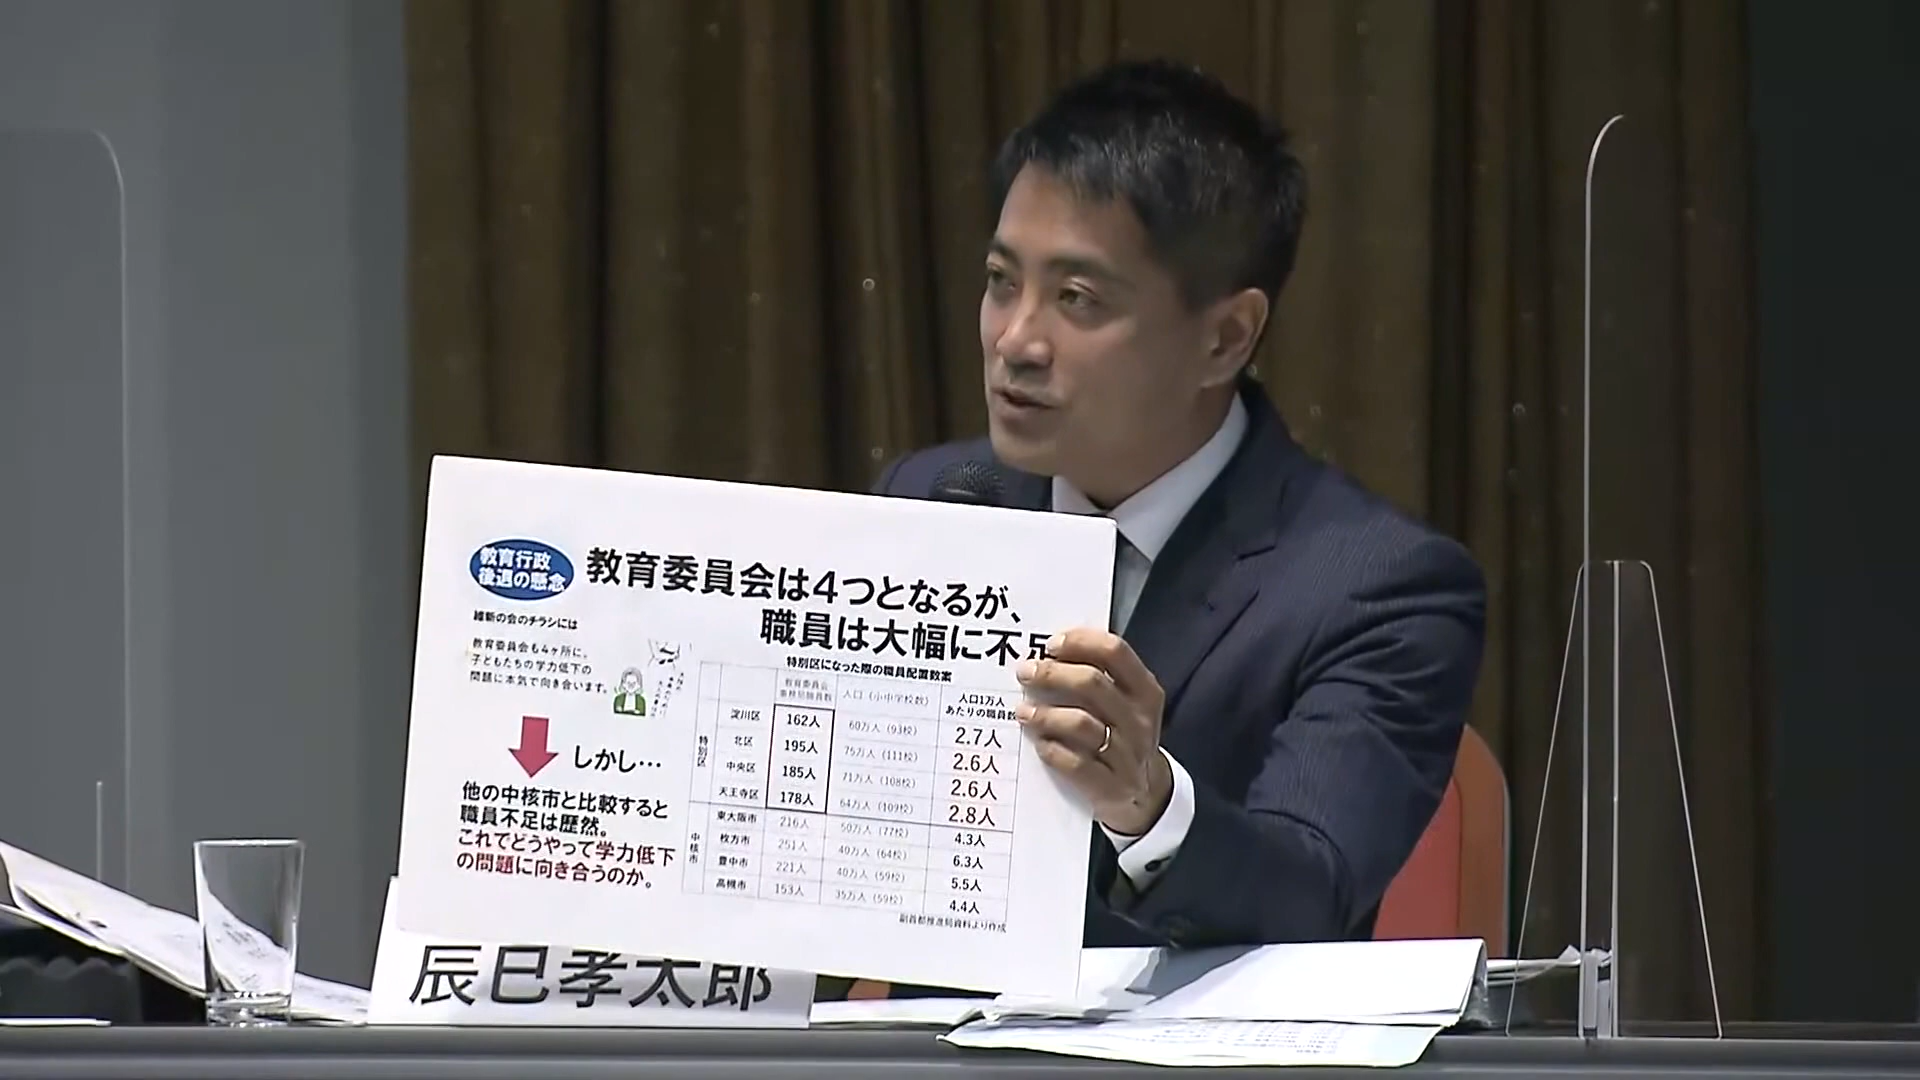 教育行政
後退の懸念
教育委員会は4つとなるが、
職員は大幅に不足
維新の会のチラシには
教育委員会も4ヶ所に。
子どもたちの学力低下の
問題に本気で向き合います。
しかし…
他の中核市と比較すると
職員不足は歴然。
これでどうやって学力低下
の問題に向き合うのか。
特別区になった際の職員配置数案
教育委員会
事務局職員数
人口（小中学校数）
人口1万人
あたりの職員数
特別区
淀川区 162人 60万人（93校） 2.7人
北区 195人 75万人（111校） 2.6人
中央区 185人 71万人（108校） 2.6人
天王寺区 178人 64万人（109校） 2.8人
中核市
東大阪市 216人 50万人（77校） 4.3人
枚方市 251人 40万人（64校） 6.3人
豊中市 221人 40万人（59校） 5.5人
高槻市 153人 35万人（59校） 4.4人
副首都推進局資料より作成
辰巳孝太郎